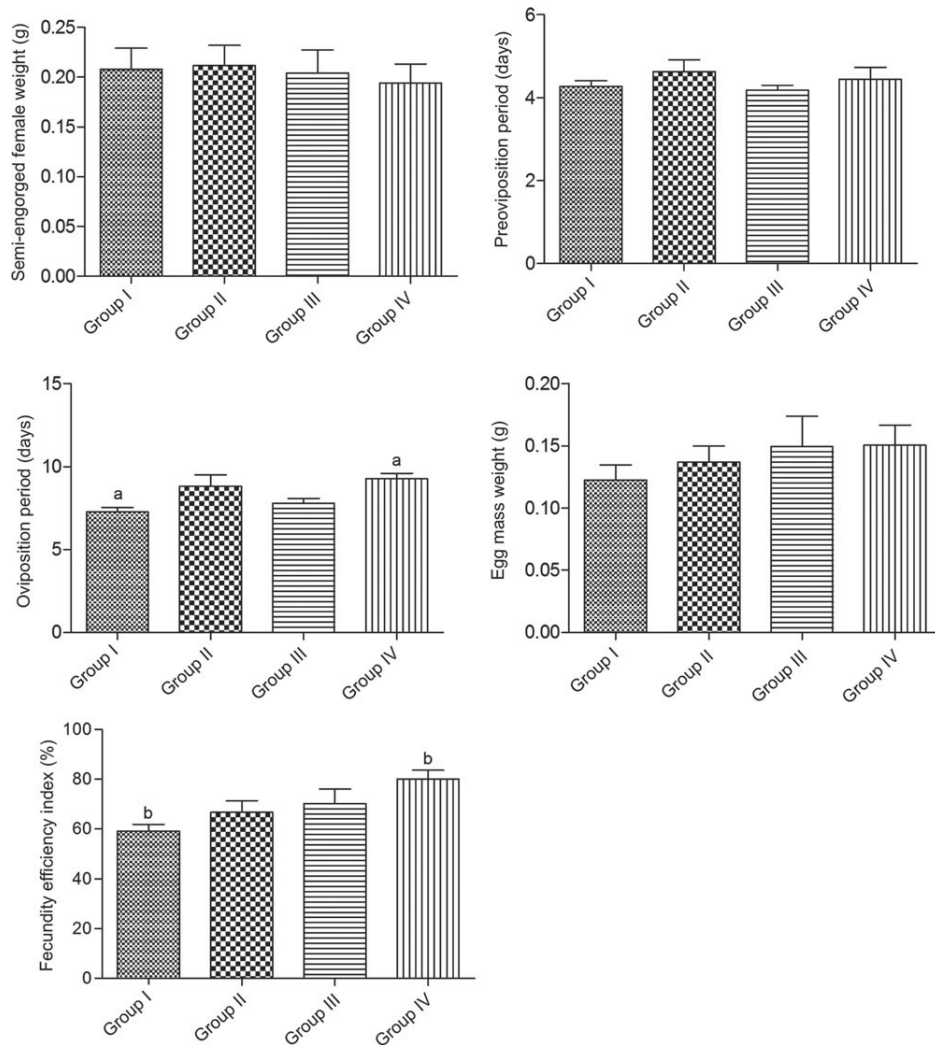 Semi-engorged female weight (g)
0.25
0.20
0.15
0.10
0.05
0.00
Group I
Group II
Group III
Group IV
Preoviposition period (days)
6
4
2
0
Group I
Group II
Group III
Group IV
Oviposition period (days)
15
10
5
0
a
a
Group I
Group II
Group III
Group IV
Egg mass weight (g)
0.20
0.15
0.10
0.05
0.00
Group I
Group II
Group III
Group IV
Fecundity efficiency index (%)
100
80
60
40
20
0
b
b
Group I
Group II
Group III
Group IV